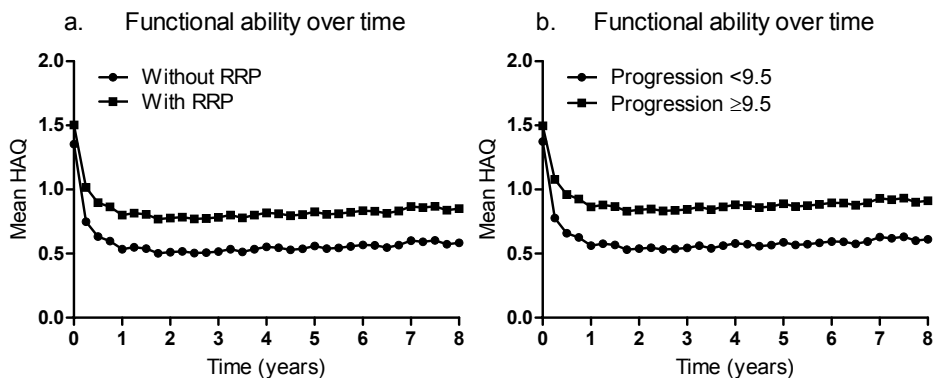 a. Functional ability over time
Mean HAQ
2.0
1.5
1.0
0.5
0.0
Without RRP
With RRP
0 1 2 3 4 5 6 7 8
Time (years)
b. Functional ability over time
Mean HAQ
2.0
1.5
1.0
0.5
0.0
Progression <9.5
Progression ≥9.5
0 1 2 3 4 5 6 7 8
Time (years)